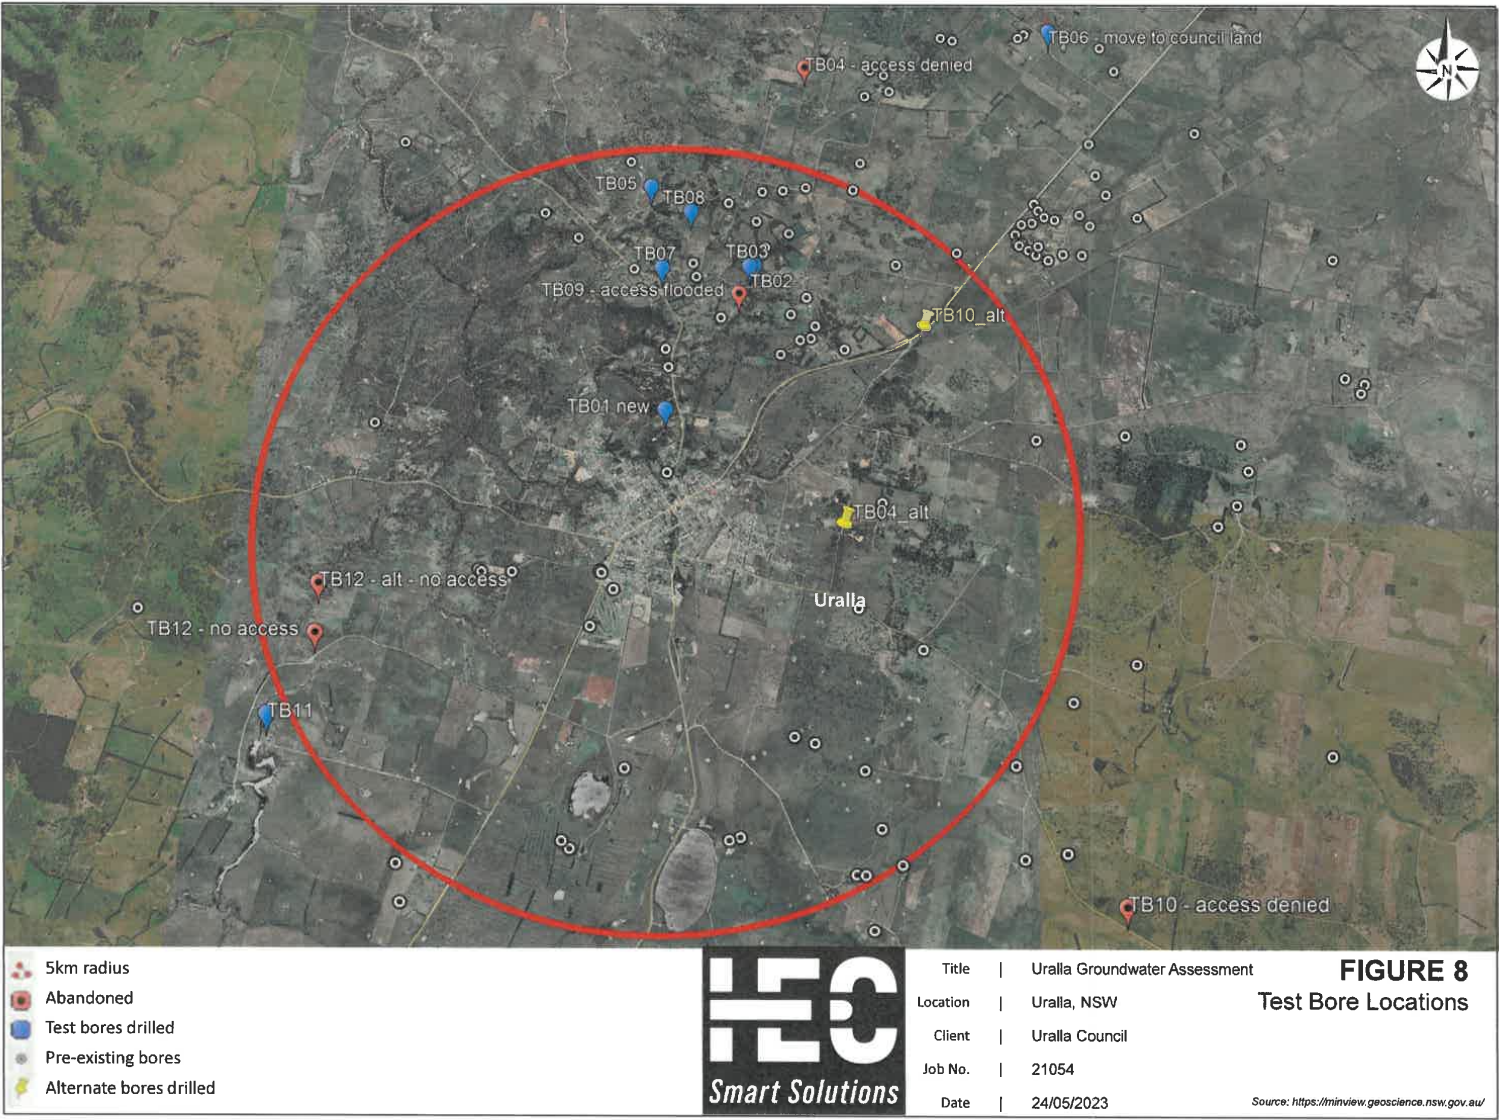 TB06 - move to council land
N
TB04 - access denied
TB05
TB08
TB07
TB03
TB09 - access flooded
TB02
TB10_alt
TB01 new
TB04_alt
TB12 - alt - no access
Uralla
TB12 - no access
TB11
TB10 - access denied
5km radius
Abandoned
Test bores drilled
Pre-existing bores
Alternate bores drilled
IEC
Smart Solutions
Title | Uralla Groundwater Assessment
Location | Uralla, NSW
Client | Uralla Council
Job No. | 21054
Date | 24/05/2023
FIGURE 8
Test Bore Locations
Source: https://minview.geoscience.nsw.gov.au/